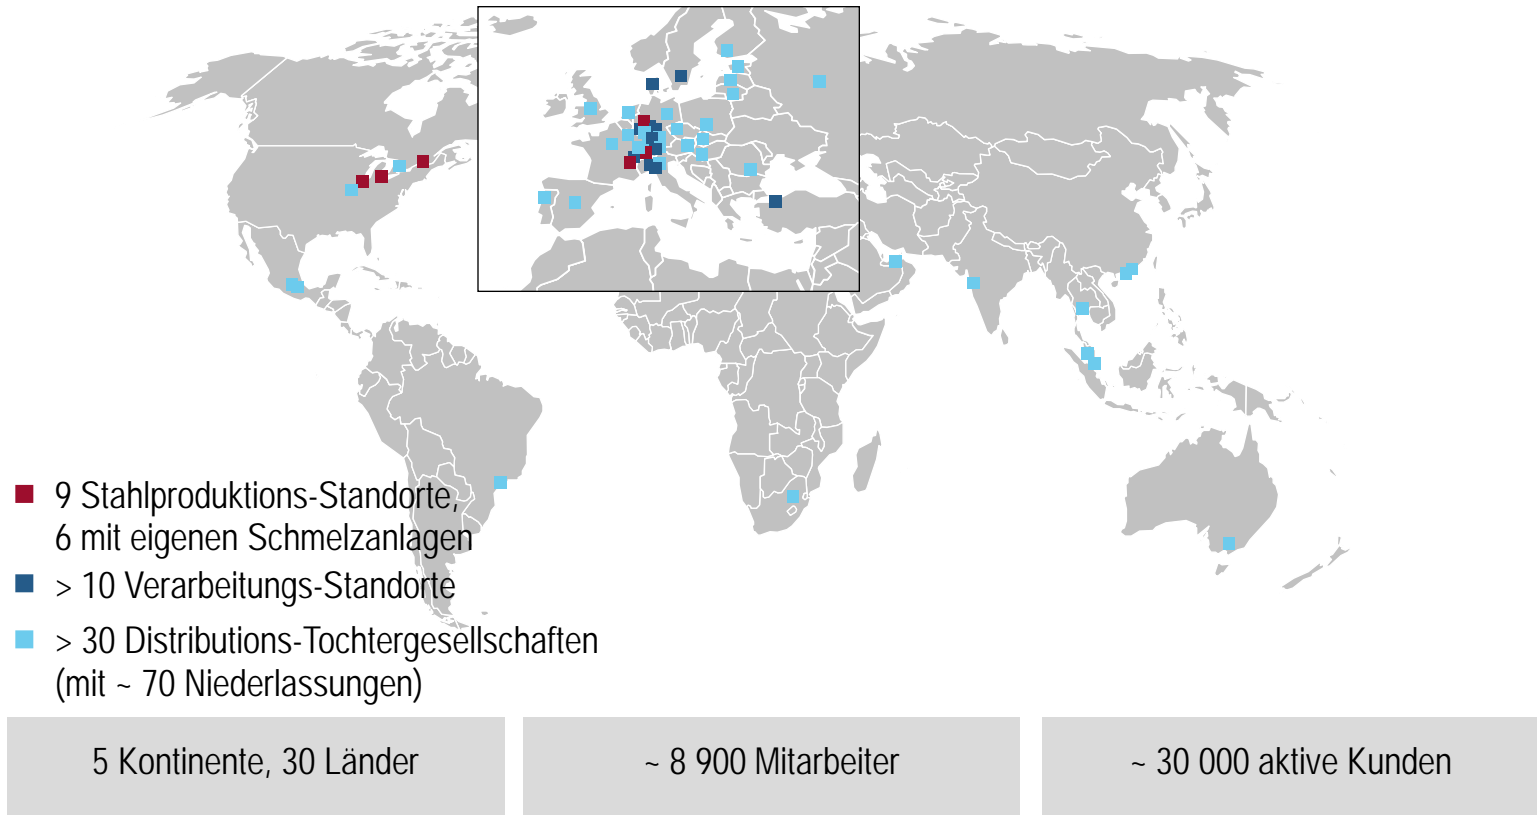 9 Stahlproduktions-Standorte,
6 mit eigenen Schmelzanlagen
> 10 Verarbeitungs-Standorte
> 30 Distributions-Tochtergesellschaften
(mit ~ 70 Niederlassungen)
5 Kontinente, 30 Länder
~ 8 900 Mitarbeiter
~ 30 000 aktive Kunden